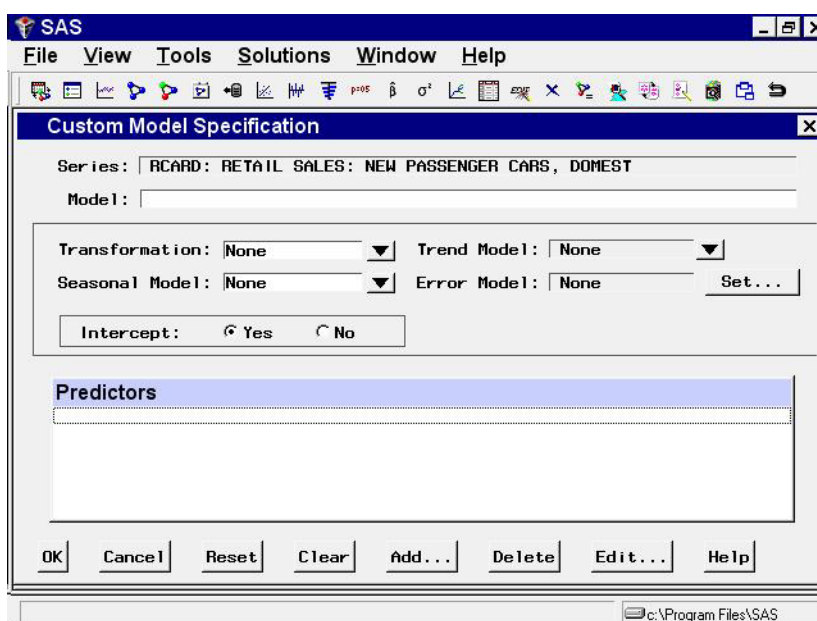 SAS
File View Tools Solutions Window Help
Custom Model Specification
Series: RCARD: RETAIL SALES: NEW PASSENGER CARS, DOMEST
Model:
Transformation: None Trend Model: None
Seasonal Model: None Error Model: None Set...
Intercept: Yes No
Predictors
OK Cancel Reset Clear Add... Delete Edit... Help
c:\Program Files\SAS